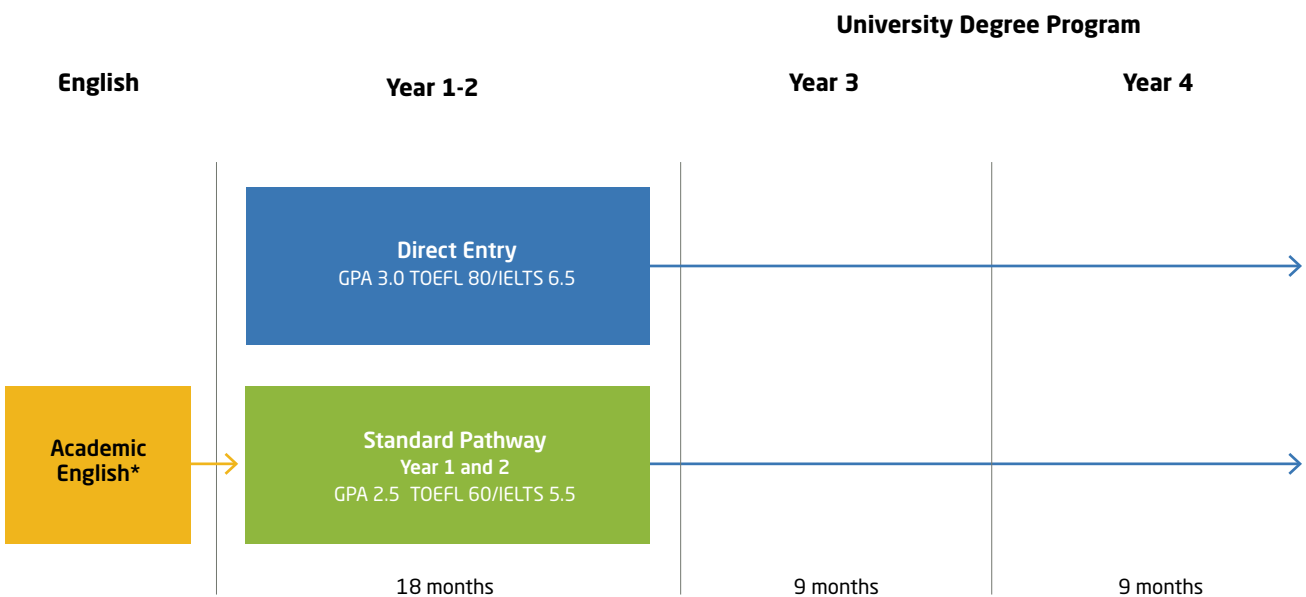 University Degree Program
English
Year 1-2
Year 3
Year 4
Direct Entry
GPA 3.0 TOEFL 80/IELTS 6.5
Academic
English*
Standard Pathway
Year 1 and 2
GPA 2.5 TOEFL 60/IELTS 5.5
18 months
9 months
9 months